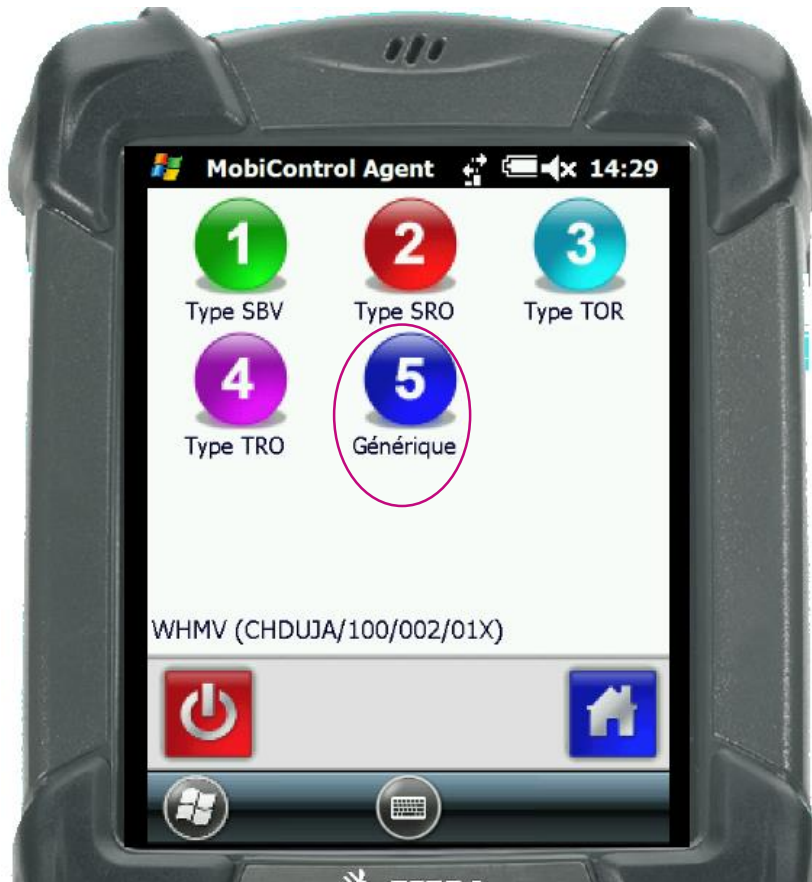 MobiControl Agent 14:29
1 2 3
Type SBV Type SRO Type TOR
4 5
Type TRO Générique
WHMV (CHDUJA/100/002/01X)